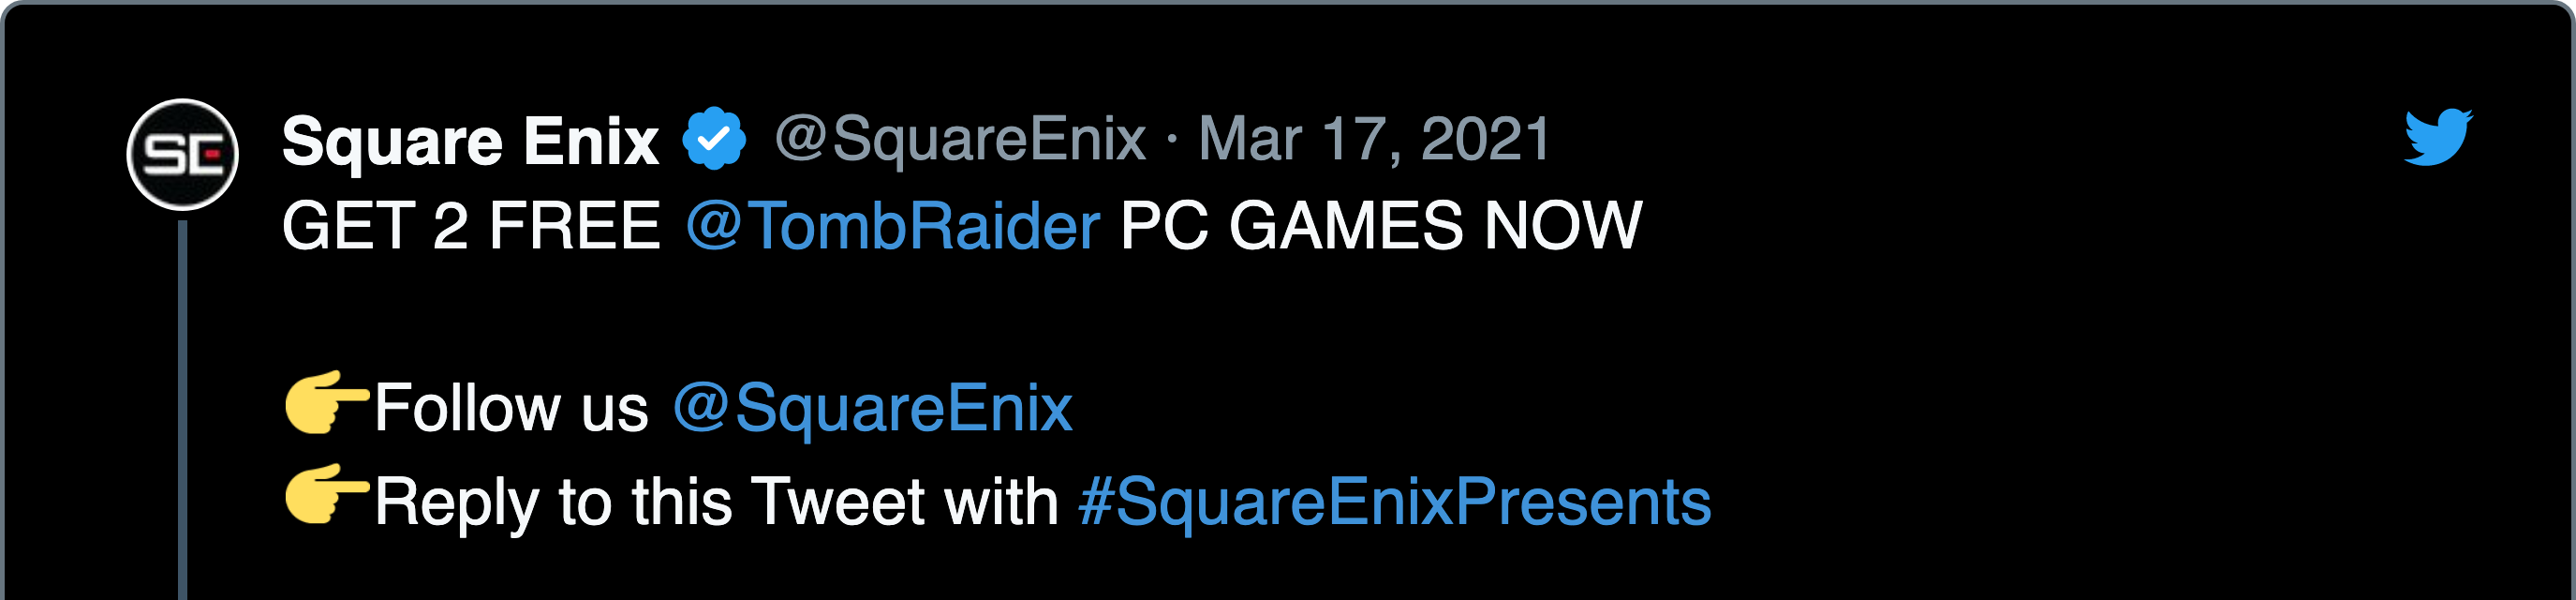 SE
Square Enix @SquareEnix · Mar 17, 2021
GET 2 FREE @TombRaider PC GAMES NOW
👉Follow us @SquareEnix
👉Reply to this Tweet with #SquareEnixPresents